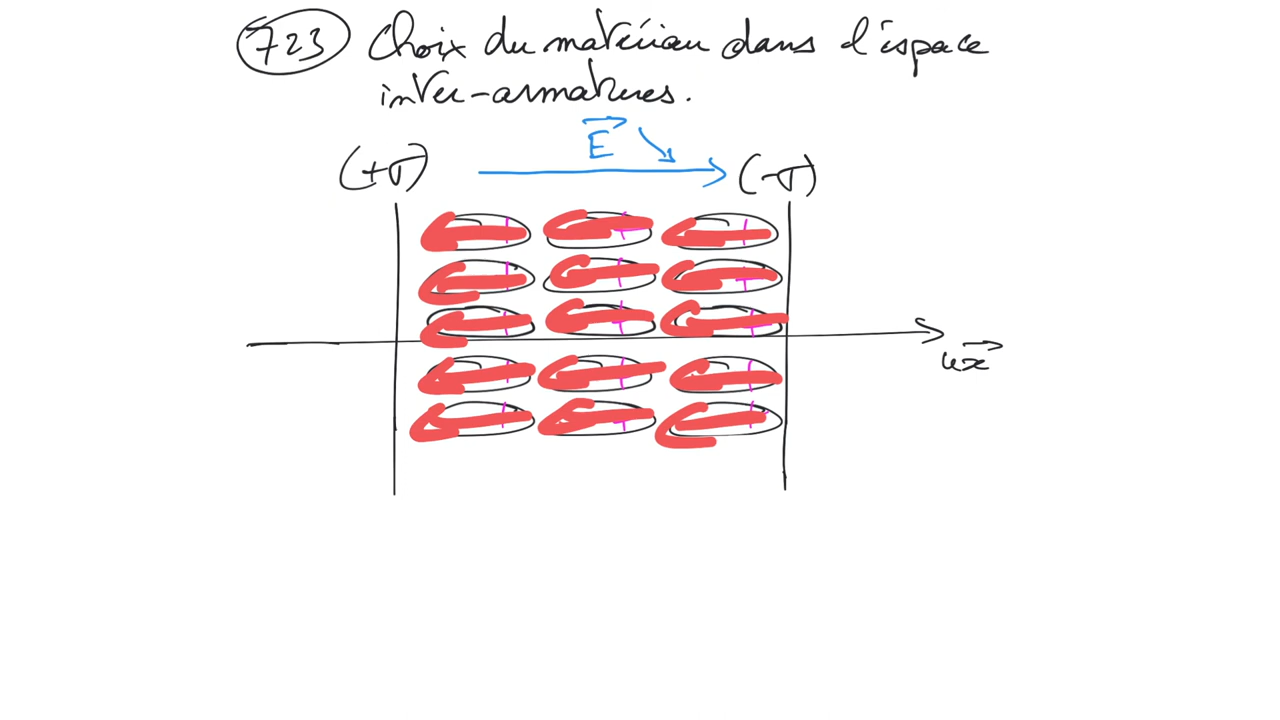 723 Choix du matériau dans l'espace
inter-armatures.
E
(+σ) (-σ)
ux